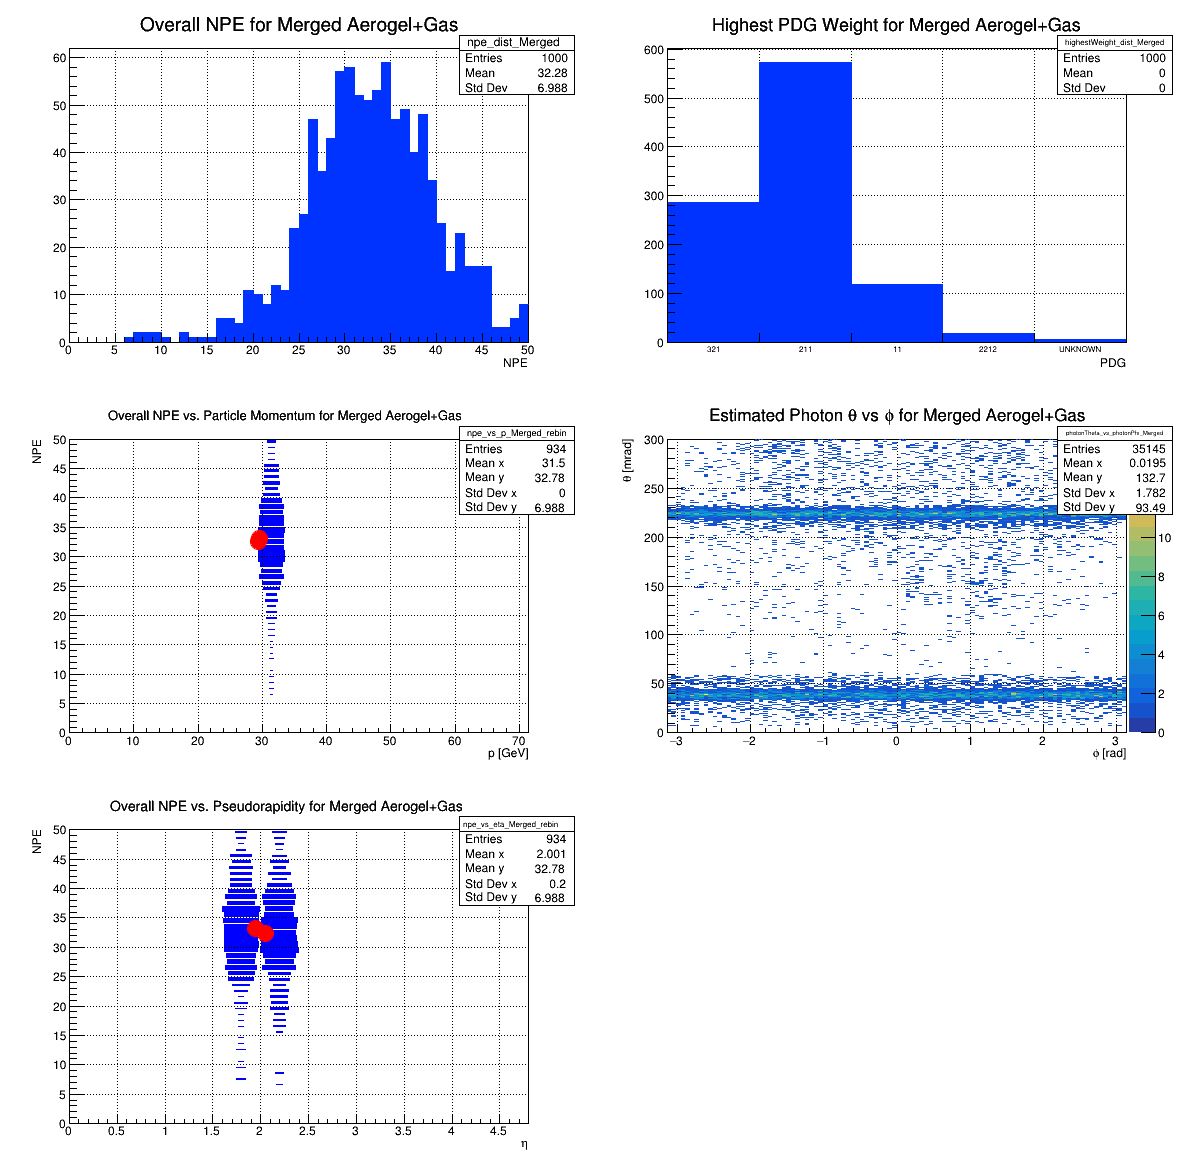 Overall NPE for Merged Aerogel+Gas
npe_dist_Merged
Entries 1000
Mean 32.28
Std Dev 6.988
60
50
40
30
20
10
0
0 5 10 15 20 25 30 35 40 45 50
NPE
Highest PDG Weight for Merged Aerogel+Gas
highestWeight_dist_Merged
Entries 1000
Mean 0
Std Dev 0
600
500
400
300
200
100
0
321 211 11 2212 UNKNOWN
PDG
Overall NPE vs. Particle Momentum for Merged Aerogel+Gas
npe_vs_p_Merged_rebin
Entries 934
Mean x 31.5
Mean y 32.78
Std Dev x 0
Std Dev y 6.988
NPE
50
45
40
35
30
25
20
15
10
5
0
0 10 20 30 40 50 60 70
p [GeV]
Estimated Photon θ vs ϕ for Merged Aerogel+Gas
photonTheta_vs_photonPhi_Merged
Entries 35145
Mean x 0.0195
Mean y 132.7
Std Dev x 1.782
Std Dev y 93.49
θ [mrad]
300
250
200
150
100
50
0
−3 −2 −1 0 1 2 3
ϕ [rad]
10
8
6
4
2
0
Overall NPE vs. Pseudorapidity for Merged Aerogel+Gas
npe_vs_eta_Merged_rebin
Entries 934
Mean x 2.001
Mean y 32.78
Std Dev x 0.2
Std Dev y 6.988
NPE
50
45
40
35
30
25
20
15
10
5
0
0 0.5 1 1.5 2 2.5 3 3.5 4 4.5
η